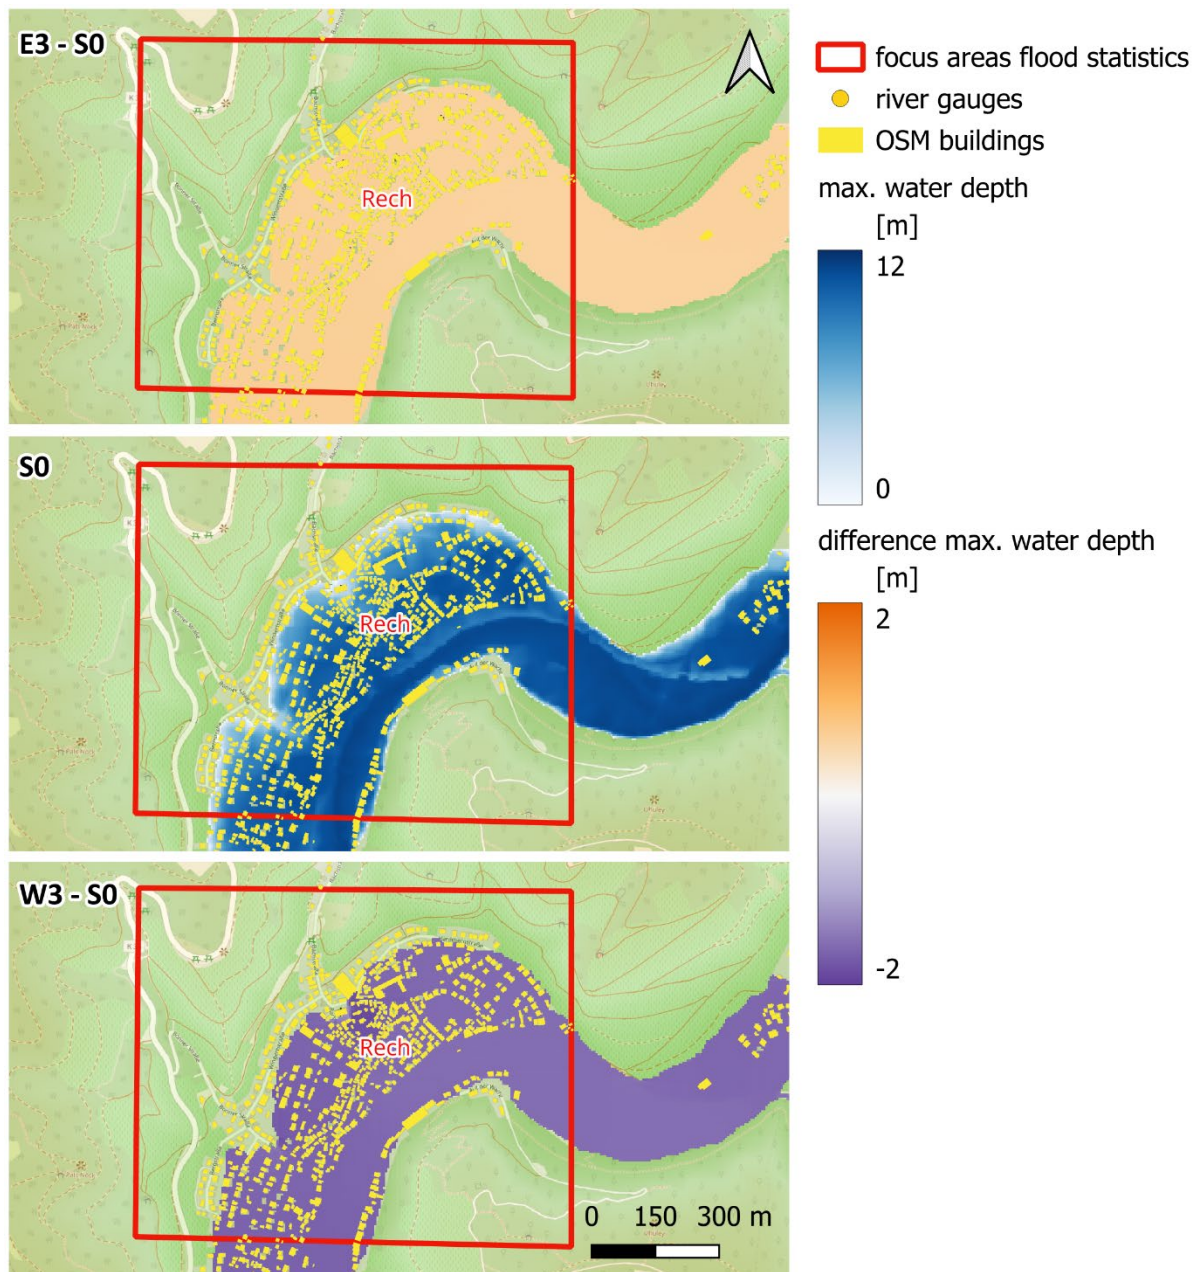 E3 - S0
Rech
focus areas flood statistics
river gauges
OSM buildings
max. water depth
[m]
12
0
S0
Rech
difference max. water depth
[m]
2
-2
W3 - S0
Rech
0 150 300 m